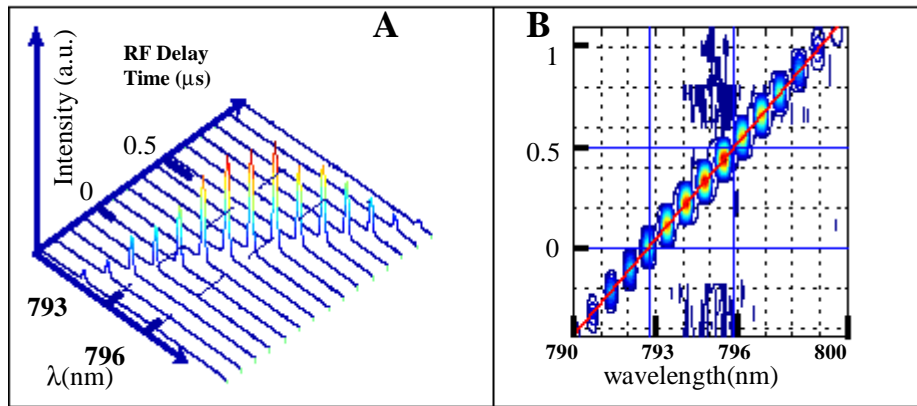 A
RF Delay
Time (μs)
Intensity (a.u.)
0.5
0
793
796
λ(nm)
B
1
0.5
0
790
793
796
800
wavelength(nm)